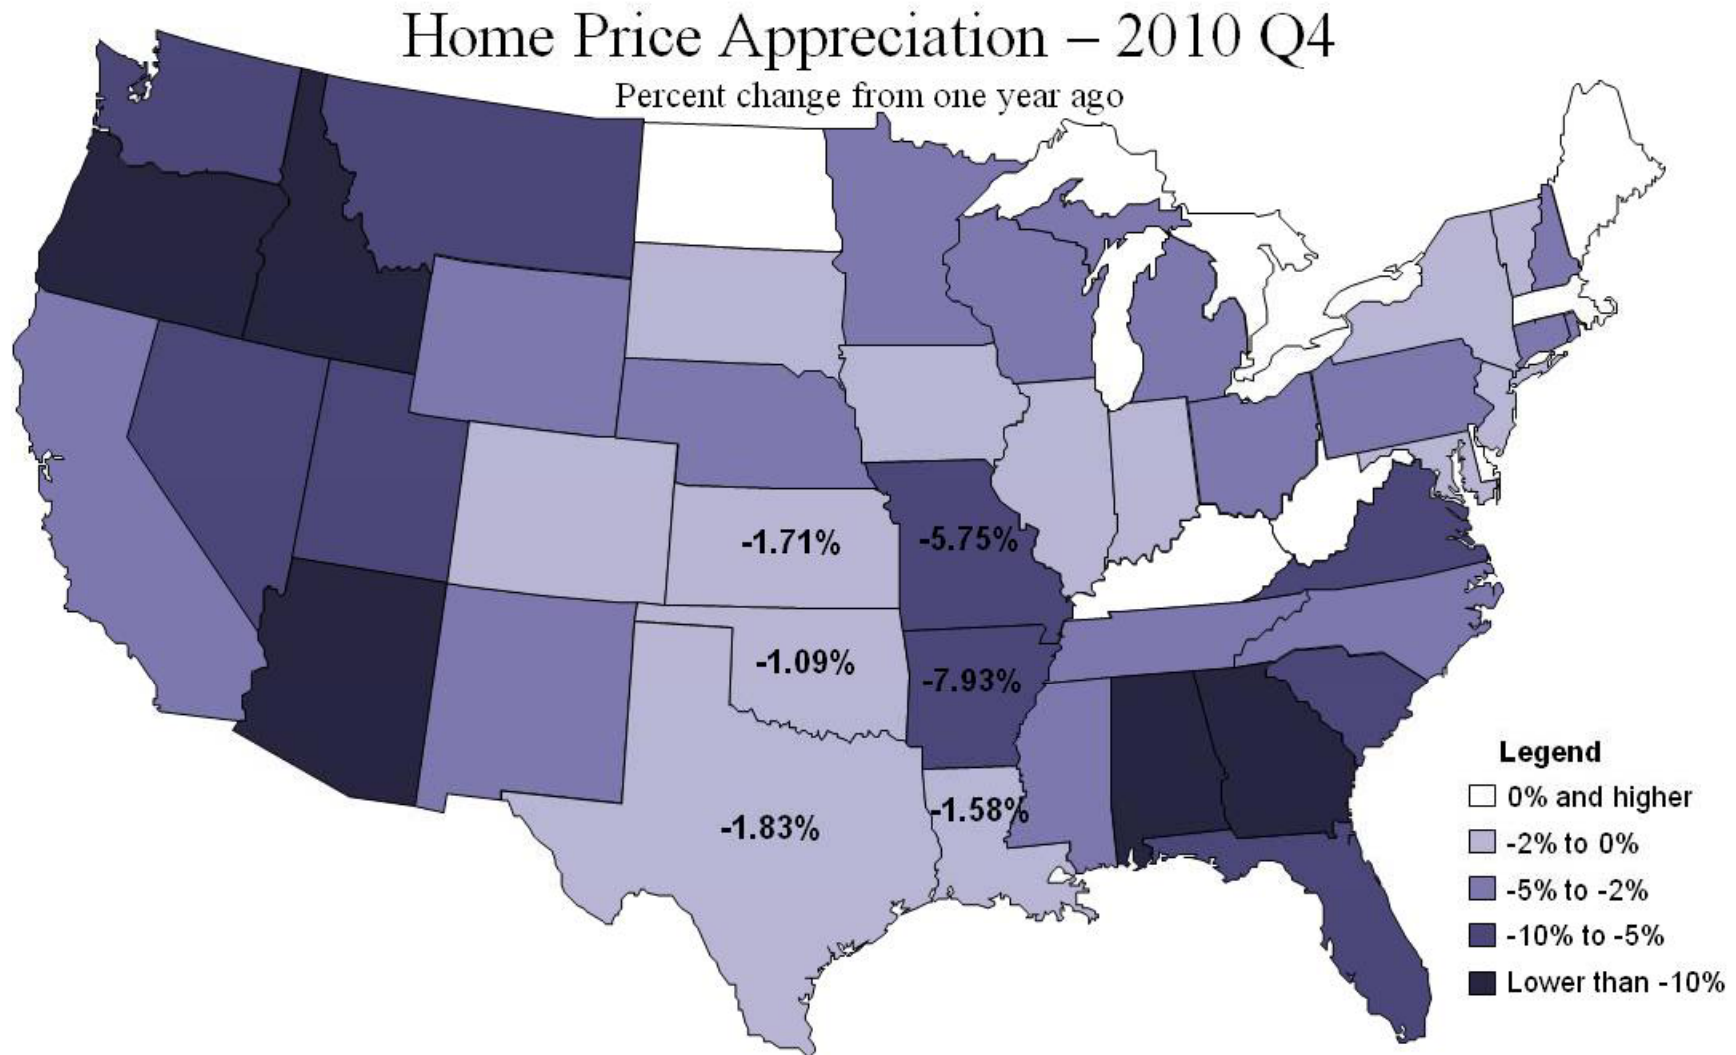 Home Price Appreciation – 2010 Q4
Percent change from one year ago
-1.71%
-5.75%
-1.09%
-7.93%
-1.83%
-1.58%
Legend
0% and higher
-2% to 0%
-5% to -2%
-10% to -5%
Lower than -10%